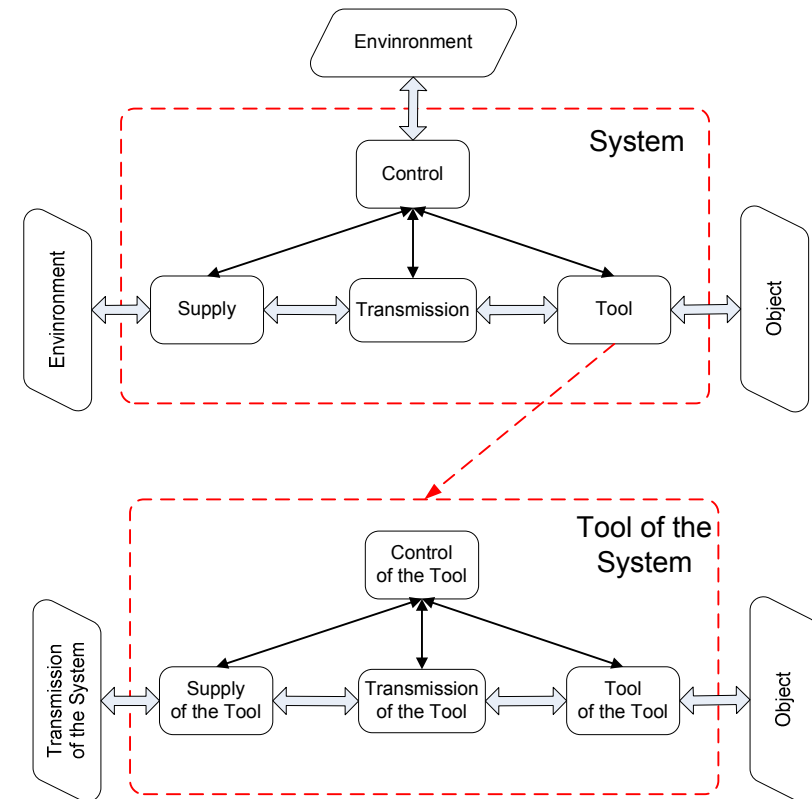 Envinronment
System
Control
Envinronment
Supply
Transmission
Tool
Object
Tool of the
System
Control
of the Tool
Transmission
of the System
Supply
of the Tool
Transmission
of the Tool
Tool
of the Tool
Object